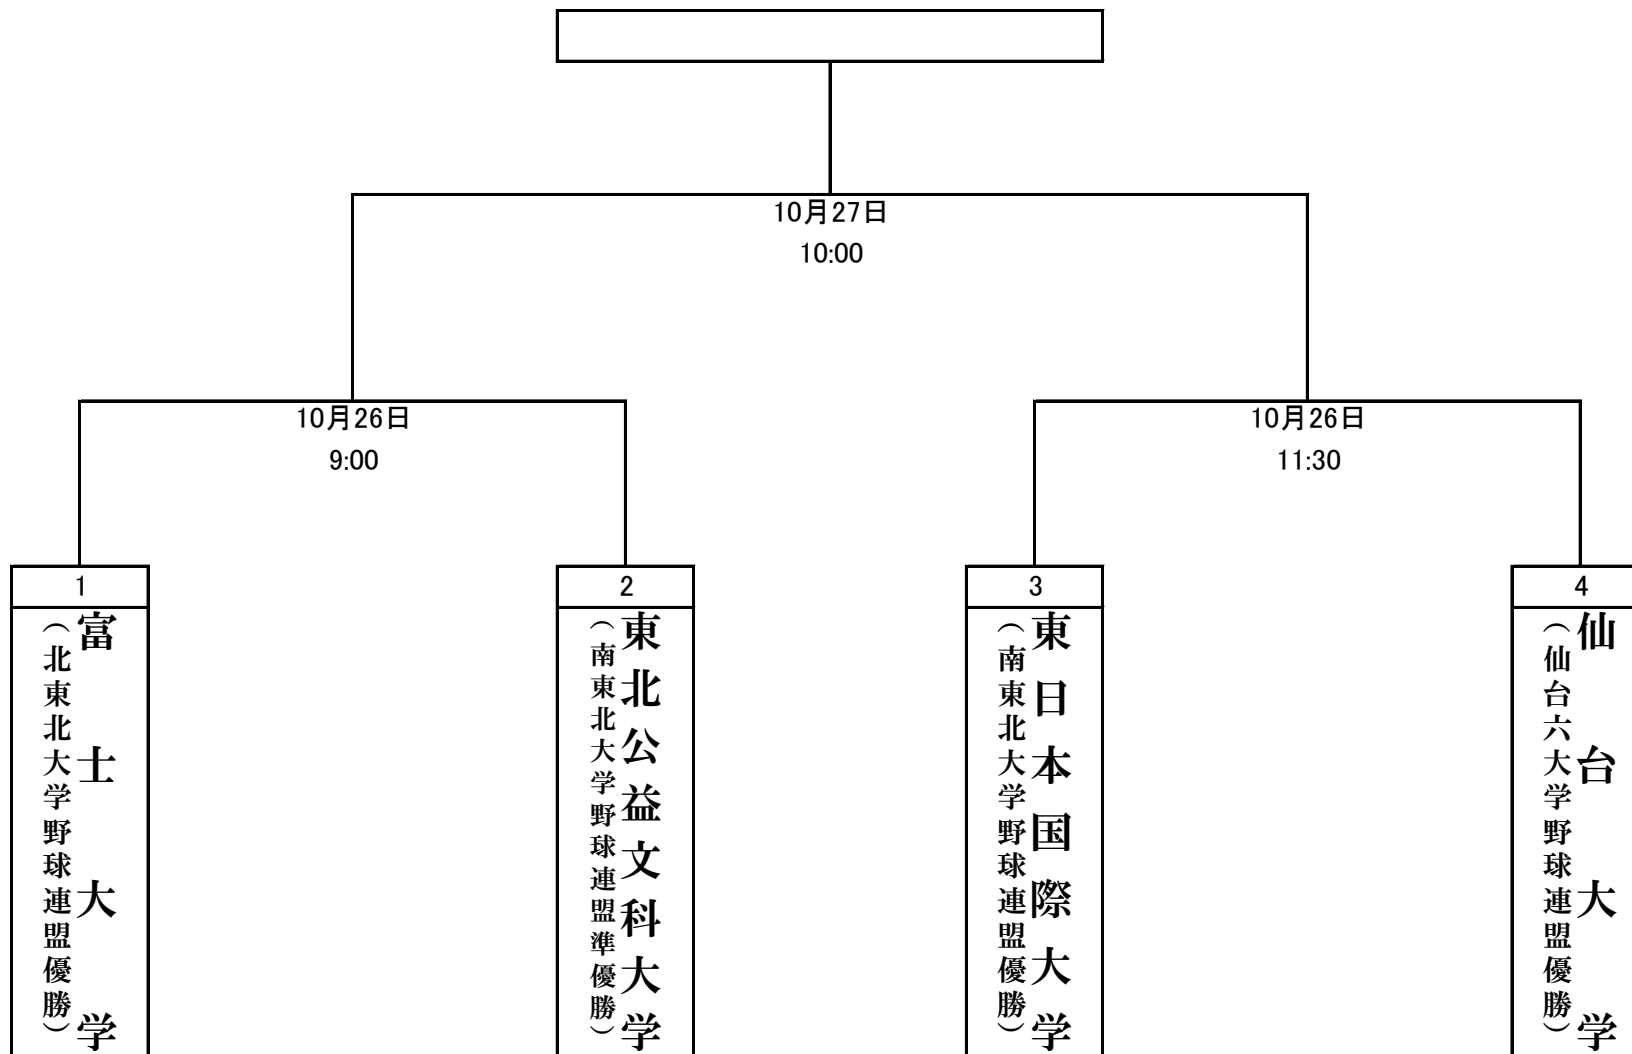 10月27日
10:00
10月26日
9:00
10月26日
11:30
1
富士大学
（北東北大学野球連盟優勝）
2
東北公益文科大学
（南東北大学野球連盟準優勝）
3
東日本国際大学
（南東北大学野球連盟優勝）
4
仙台大学
（仙台六大学野球連盟優勝）